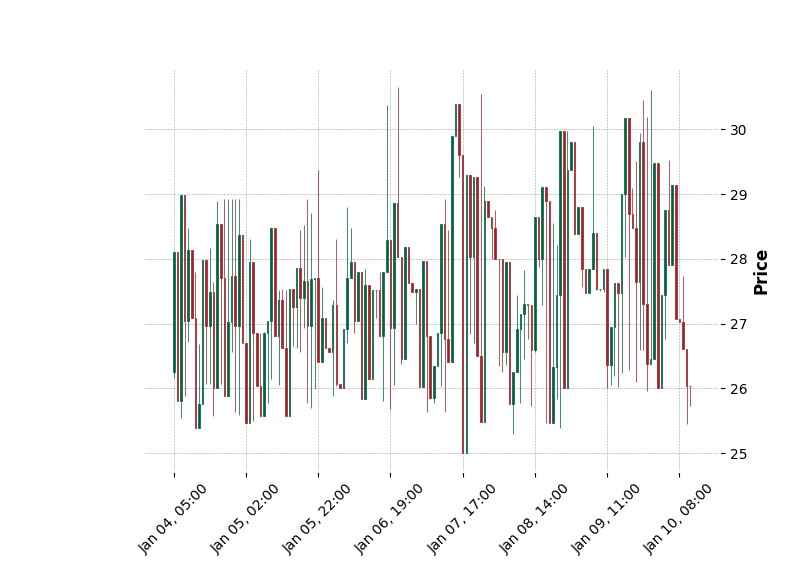 30
29
28
27
26
25
Price
Jan 04, 05:00
Jan 05, 02:00
Jan 05, 22:00
Jan 06, 19:00
Jan 07, 17:00
Jan 08, 14:00
Jan 09, 11:00
Jan 10, 08:00